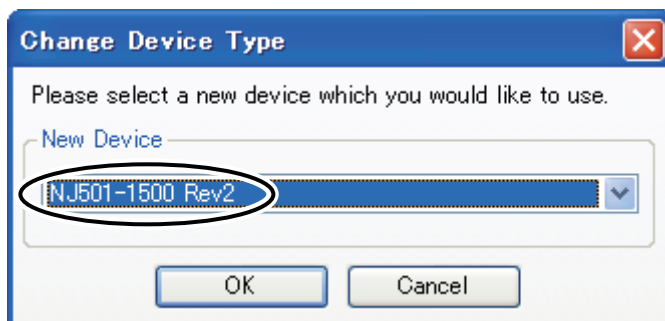 Change Device Type
Please select a new device which you would like to use.
New Device
NJ501-1500 Rev2
OK
Cancel